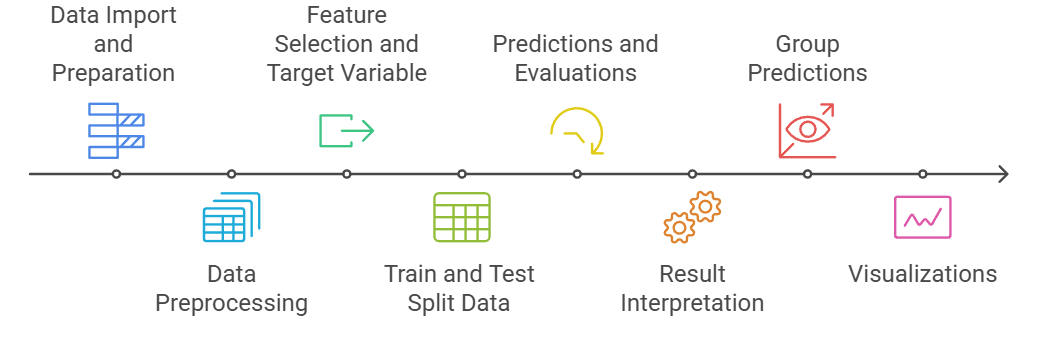 Data Import
and
Preparation
Data
Preprocessing
Feature
Selection and
Target Variable
Train and Test
Split Data
Predictions and
Evaluations
Result
Interpretation
Group
Predictions
Visualizations